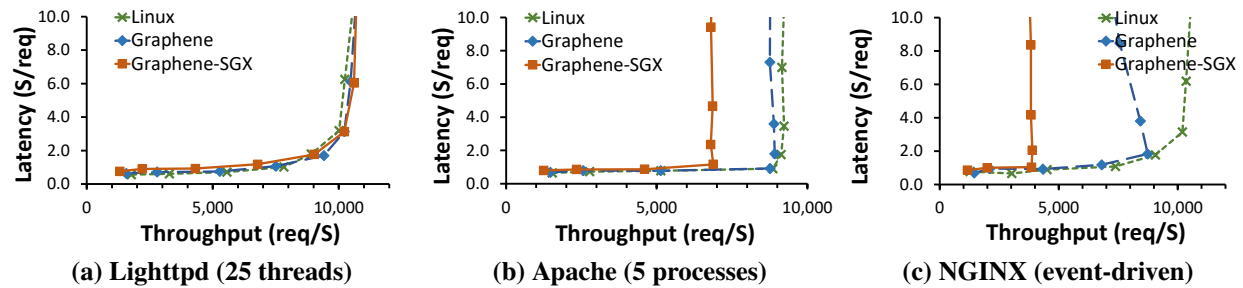 Latency (S/req)
10.0
8.0
6.0
4.0
2.0
0.0
Linux
Graphene
Graphene-SGX
0
5,000
10,000
Throughput (req/S)
(a) Lighttpd (25 threads)
Latency (S/req)
10.0
8.0
6.0
4.0
2.0
0.0
Linux
Graphene
Graphene-SGX
0
5,000
10,000
Throughput (req/S)
(b) Apache (5 processes)
Latency (S/req)
10.0
8.0
6.0
4.0
2.0
0.0
Linux
Graphene
Graphene-SGX
0
5,000
10,000
Throughput (req/S)
(c) NGINX (event-driven)